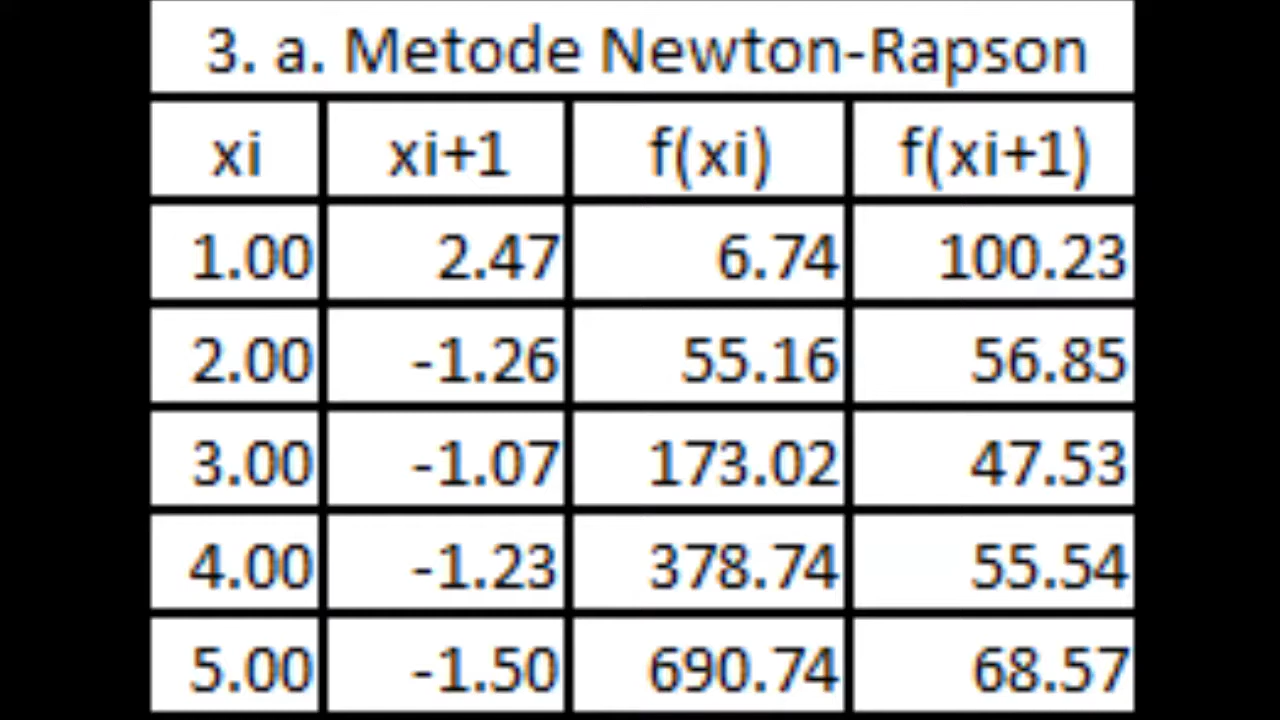 3. a. Metode Newton-Rapson
xi xi+1 f(xi) f(xi+1)
1.00 2.47 6.74 100.23
2.00 -1.26 55.16 56.85
3.00 -1.07 173.02 47.53
4.00 -1.23 378.74 55.54
5.00 -1.50 690.74 68.57